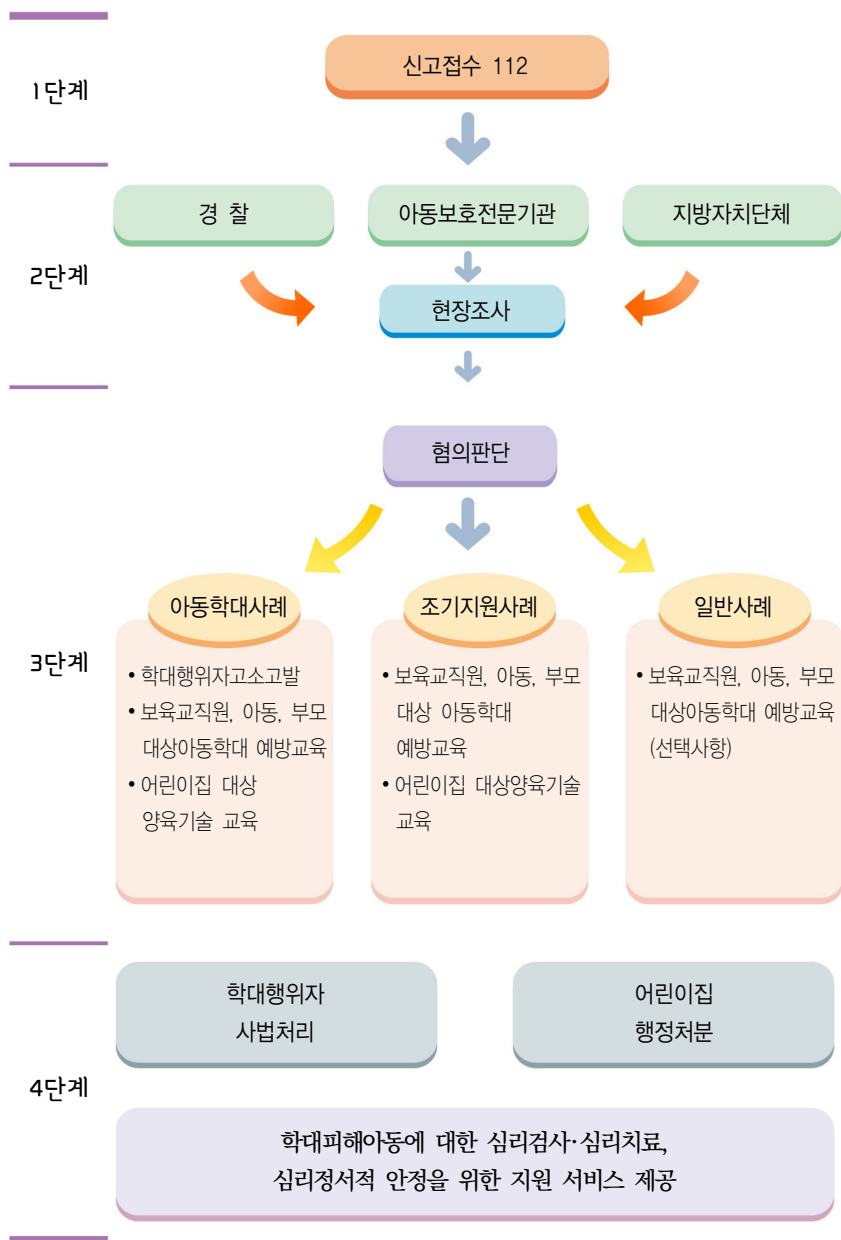 1단계
신고접수 112
2단계
경 찰
아동보호전문기관
지방자치단체
현장조사
3단계
혐의판단
아동학대사례
• 학대행위자고소고발
• 보육교직원, 아동, 부모
대상아동학대 예방교육
• 어린이집 대상
양육기술 교육
조기지원사례
• 보육교직원, 아동, 부모
대상 아동학대
예방교육
• 어린이집 대상양육기술
교육
일반사례
• 보육교직원, 아동, 부모
대상아동학대 예방교육
(선택사항)
4단계
학대행위자
사법처리
어린이집
행정처분
학대피해아동에 대한 심리검사·심리치료,
심리정서적 안정을 위한 지원 서비스 제공